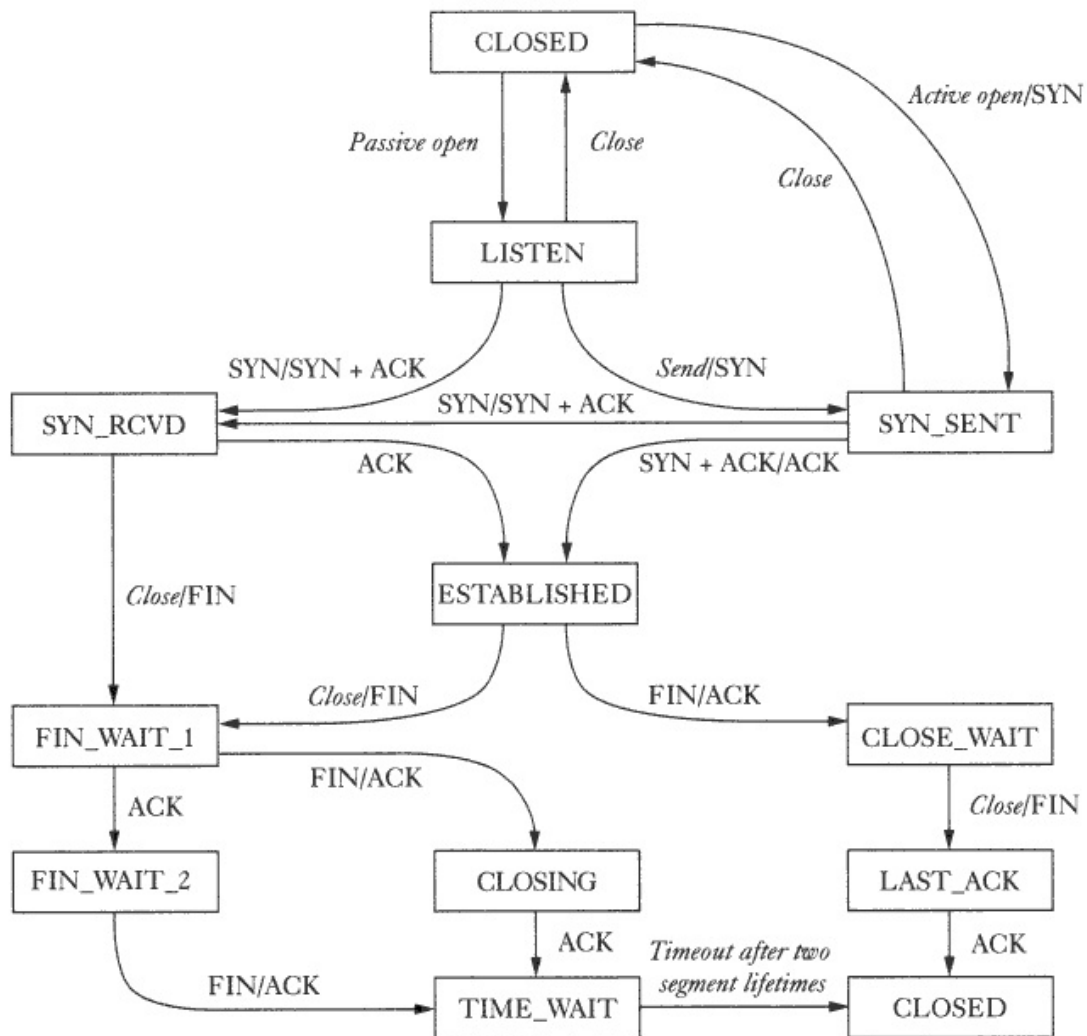 CLOSED
Active open/SYN
Passive open
Close
Close
LISTEN
SYN/SYN + ACK
Send/SYN
SYN/SYN + ACK
SYN_RCVD
SYN_SENT
ACK
SYN + ACK/ACK
Close/FIN
ESTABLISHED
Close/FIN
FIN/ACK
FIN_WAIT_1
CLOSE_WAIT
FIN/ACK
ACK
Close/FIN
FIN_WAIT_2
CLOSING
LAST_ACK
ACK
Timeout after two
segment lifetimes
ACK
FIN/ACK
TIME_WAIT
CLOSED